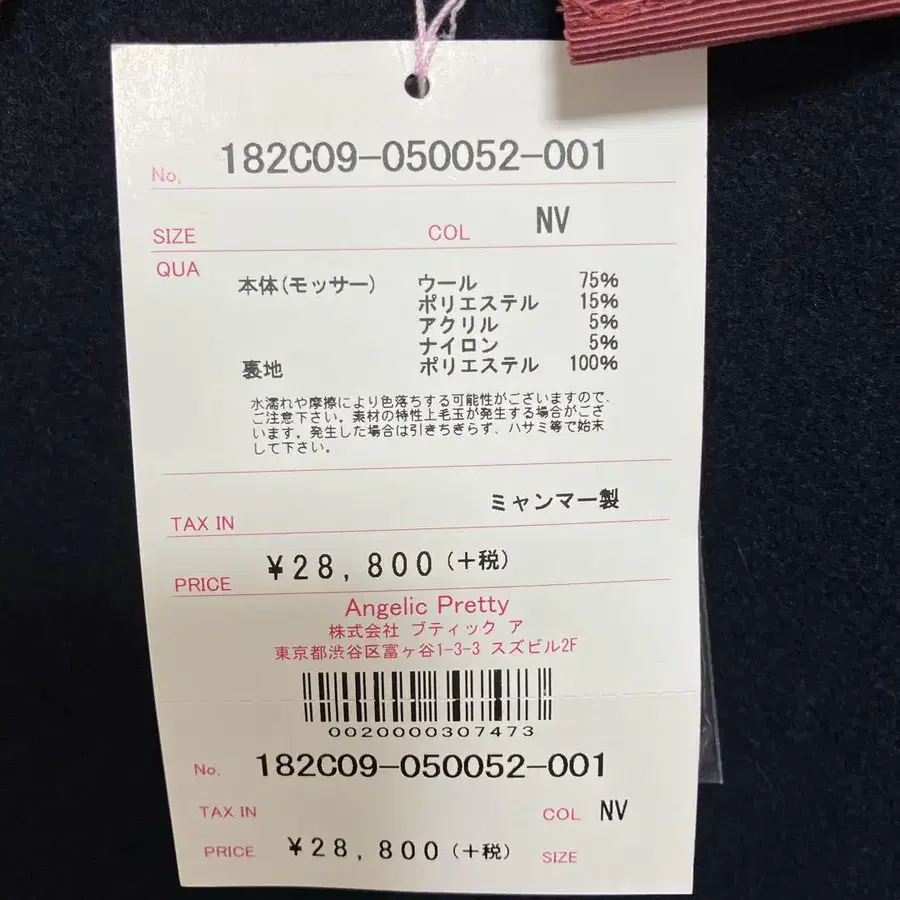 No. 182C09-050052-001
SIZE COL NV
QUA
本体(モッサー) ウール 75%
ポリエステル 15%
アクリル 5%
ナイロン 5%
裏地 ポリエステル 100%
水濡れや摩擦により色落ちする可能性がございますので、
ご注意下さい。素材の特性上毛玉が発生する場合がござ
います。発生した場合は引きちぎらず、ハサミ等で始末
して下さい。
ミャンマー製
TAX IN
PRICE ¥28,800(+税)
Angelic Pretty
株式会社 ブティック ア
東京都渋谷区富ヶ谷1-3-3 スズビル2F
0020000307473
No. 182C09-050052-001
TAX IN COL NV
PRICE ¥28,800(+税) SIZE